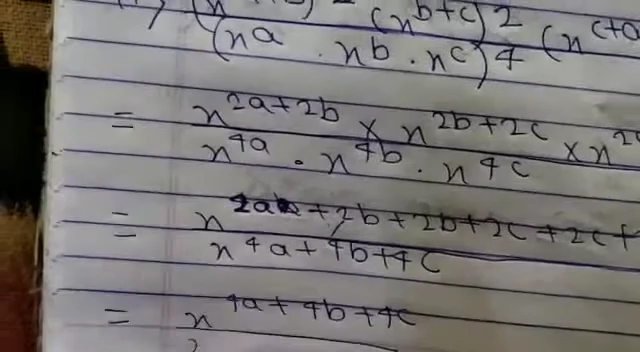 (x^{b+c})^2 (x^{c+a
(x^a · x^b · x^c)^4
= x^{2a+2b} × x^{2b+2c} × x^{2c
x^{4a} · x^{4b} · x^{4c}
= x^{2a+2b+2b+2c+2c+
x^{4a+4b+4c}
= x^{4a+4b+4c}